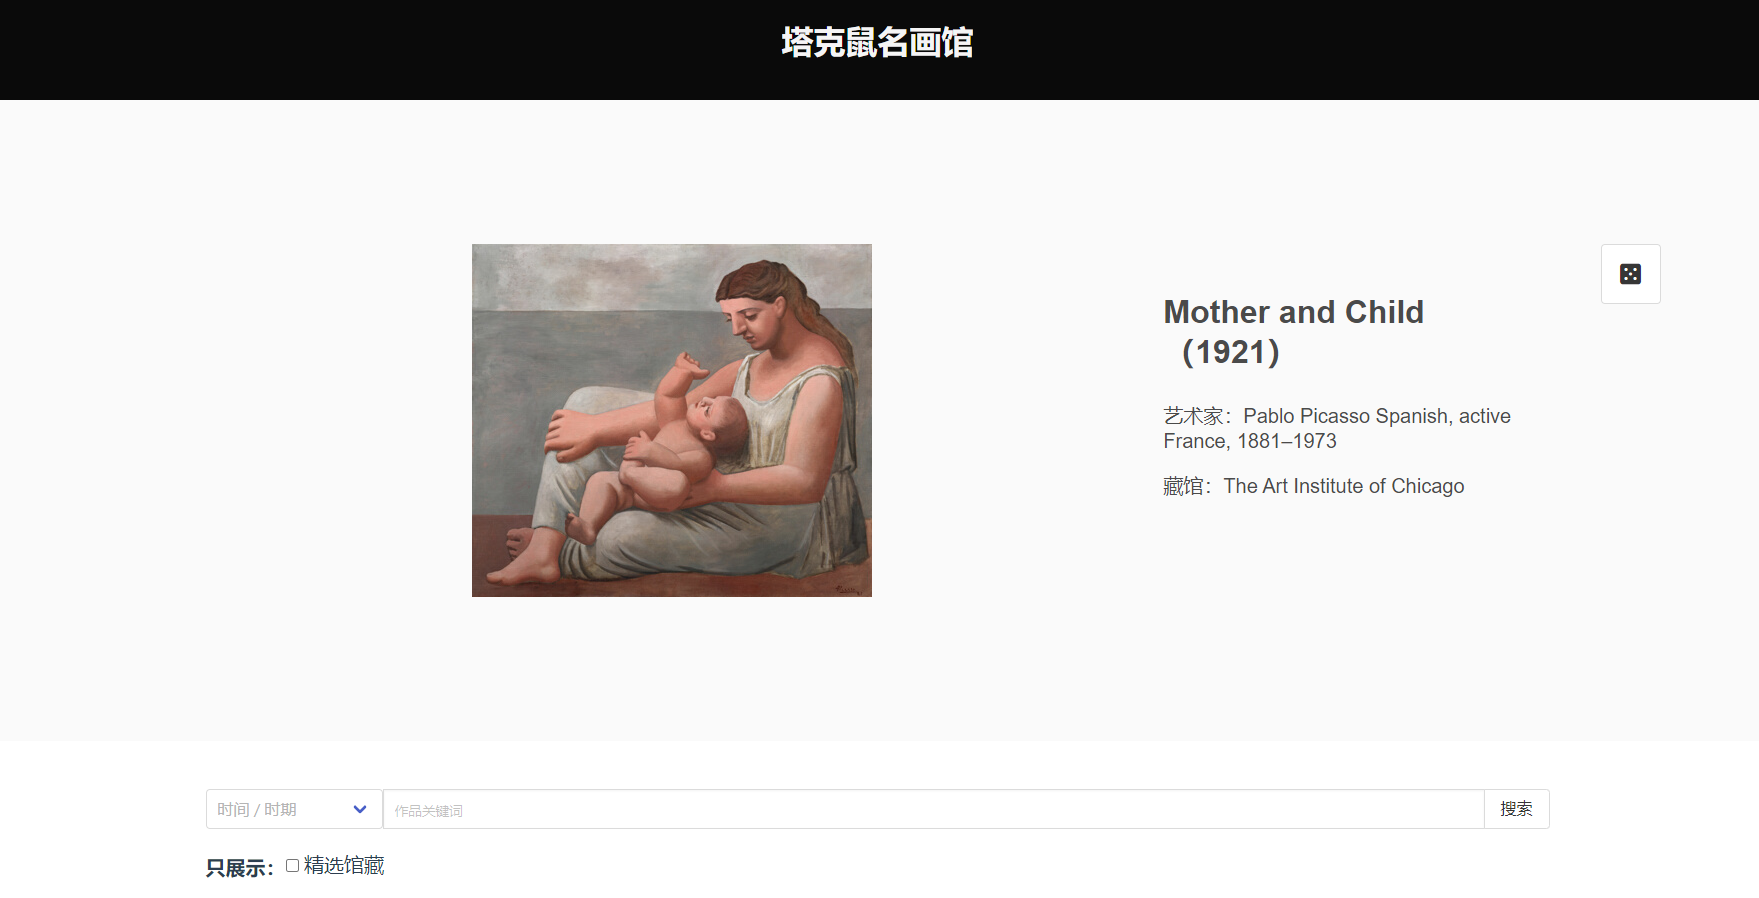 塔克鼠名画馆
Mother and Child
（1921）
艺术家：Pablo Picasso Spanish, active
France, 1881–1973
藏馆：The Art Institute of Chicago
时间 / 时期
作品关键词
搜索
只展示：
精选馆藏